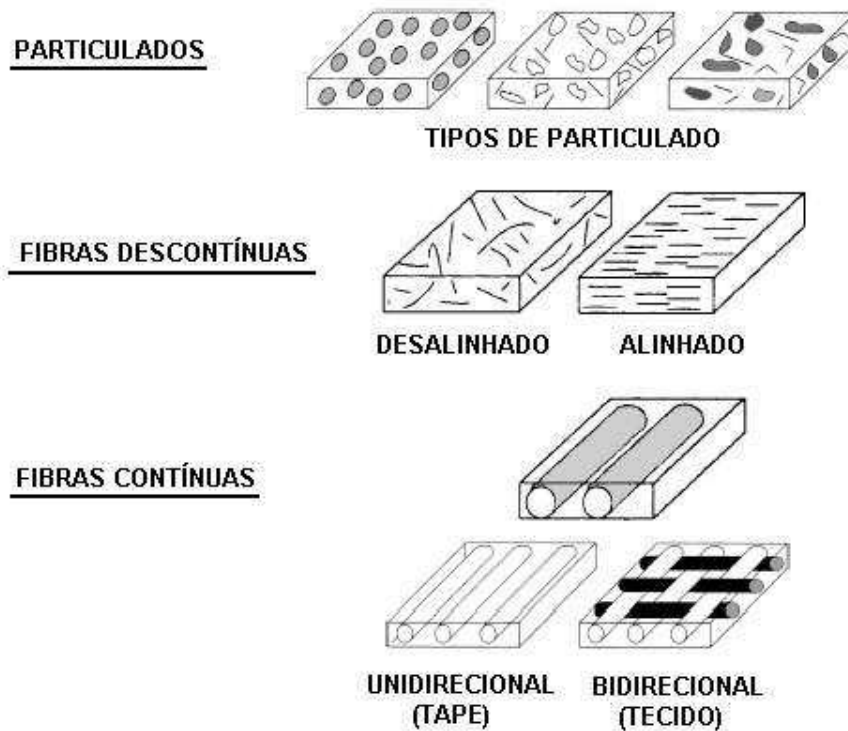 PARTICULADOS
TIPOS DE PARTICULADO
FIBRAS DESCONTÍNUAS
DESALINHADO
ALINHADO
FIBRAS CONTÍNUAS
UNIDIRECIONAL
(TAPE)
BIDIRECIONAL
(TECIDO)